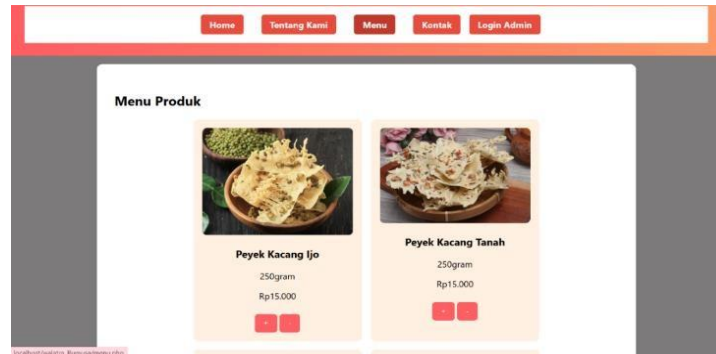 Home Tentang Kami Menu Kontak Login Admin
Menu Produk
Peyek Kacang Ijo
250gram
Rp15.000
+ -
Peyek Kacang Tanah
250gram
Rp15.000
+ -